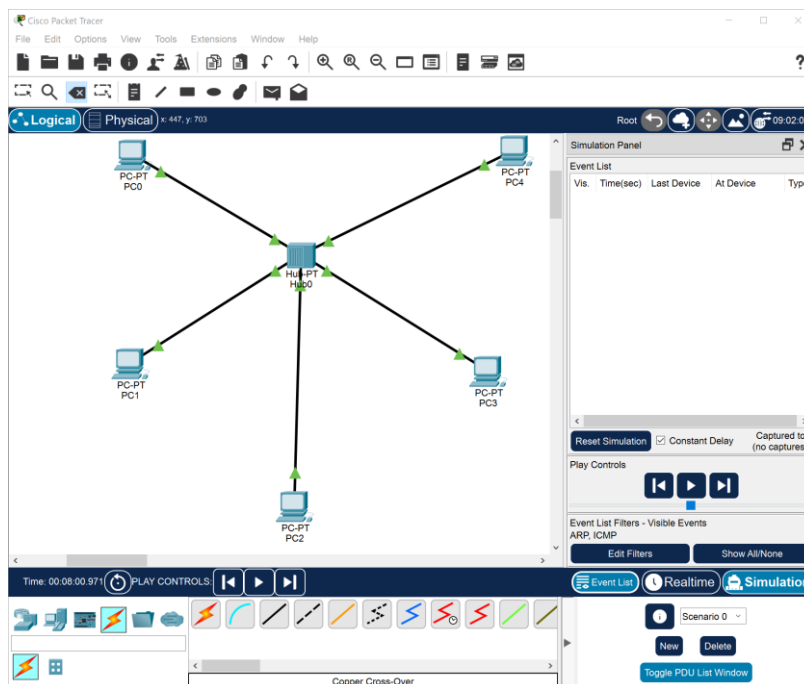 Cisco Packet Tracer
File Edit Options View Tools Extensions Window Help
?
Logical Physical x: 447, y: 703 Root 09:02:0
PC-PT
PC0
PC-PT
PC4
Hub-PT
Hub0
PC-PT
PC1
PC-PT
PC3
PC-PT
PC2
Simulation Panel
Event List
Vis. Time(sec) Last Device At Device Type
Reset Simulation Constant Delay Captured to
(no captures
Play Controls
Event List Filters - Visible Events
ARP, ICMP
Edit Filters Show All/None
Time: 00:08:00.971 PLAY CONTROLS: Event List Realtime Simulation
Scenario 0
New Delete
Toggle PDU List Window
Copper Cross-Over